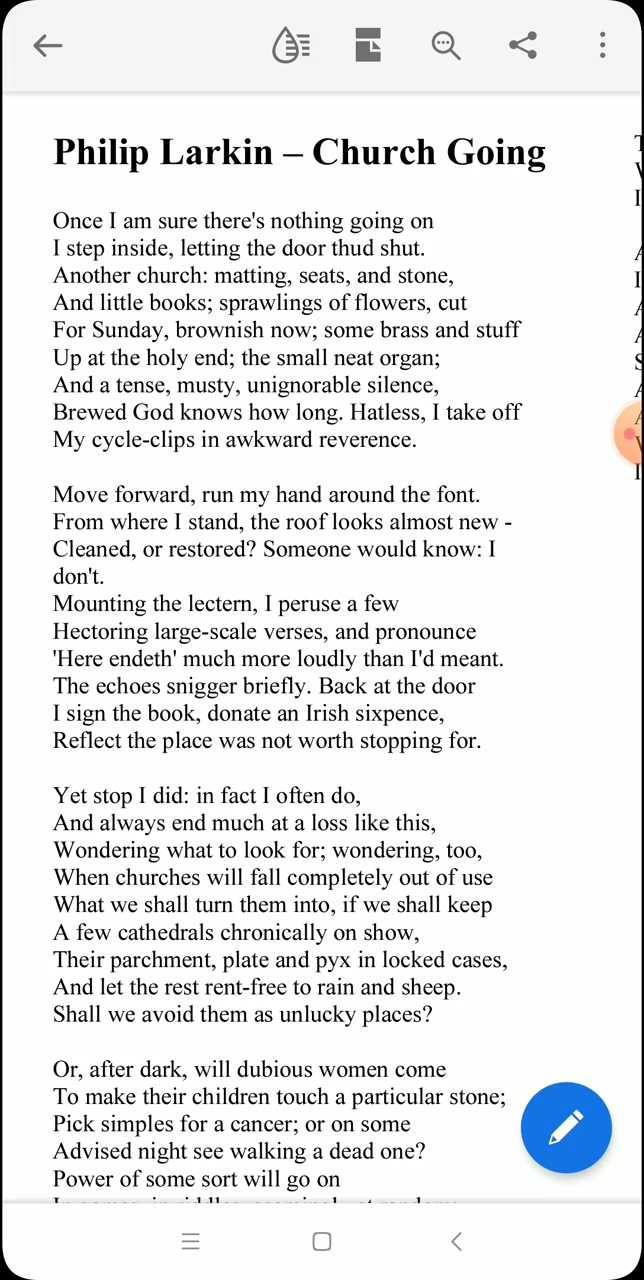 Philip Larkin – Church Going
Once I am sure there's nothing going on
I step inside, letting the door thud shut.
Another church: matting, seats, and stone,
And little books; sprawlings of flowers, cut
For Sunday, brownish now; some brass and stuff
Up at the holy end; the small neat organ;
And a tense, musty, unignorable silence,
Brewed God knows how long. Hatless, I take off
My cycle-clips in awkward reverence.
Move forward, run my hand around the font.
From where I stand, the roof looks almost new -
Cleaned, or restored? Someone would know: I
don't.
Mounting the lectern, I peruse a few
Hectoring large-scale verses, and pronounce
'Here endeth' much more loudly than I'd meant.
The echoes snigger briefly. Back at the door
I sign the book, donate an Irish sixpence,
Reflect the place was not worth stopping for.
Yet stop I did: in fact I often do,
And always end much at a loss like this,
Wondering what to look for; wondering, too,
When churches will fall completely out of use
What we shall turn them into, if we shall keep
A few cathedrals chronically on show,
Their parchment, plate and pyx in locked cases,
And let the rest rent-free to rain and sheep.
Shall we avoid them as unlucky places?
Or, after dark, will dubious women come
To make their children touch a particular stone;
Pick simples for a cancer; or on some
Advised night see walking a dead one?
Power of some sort will go on